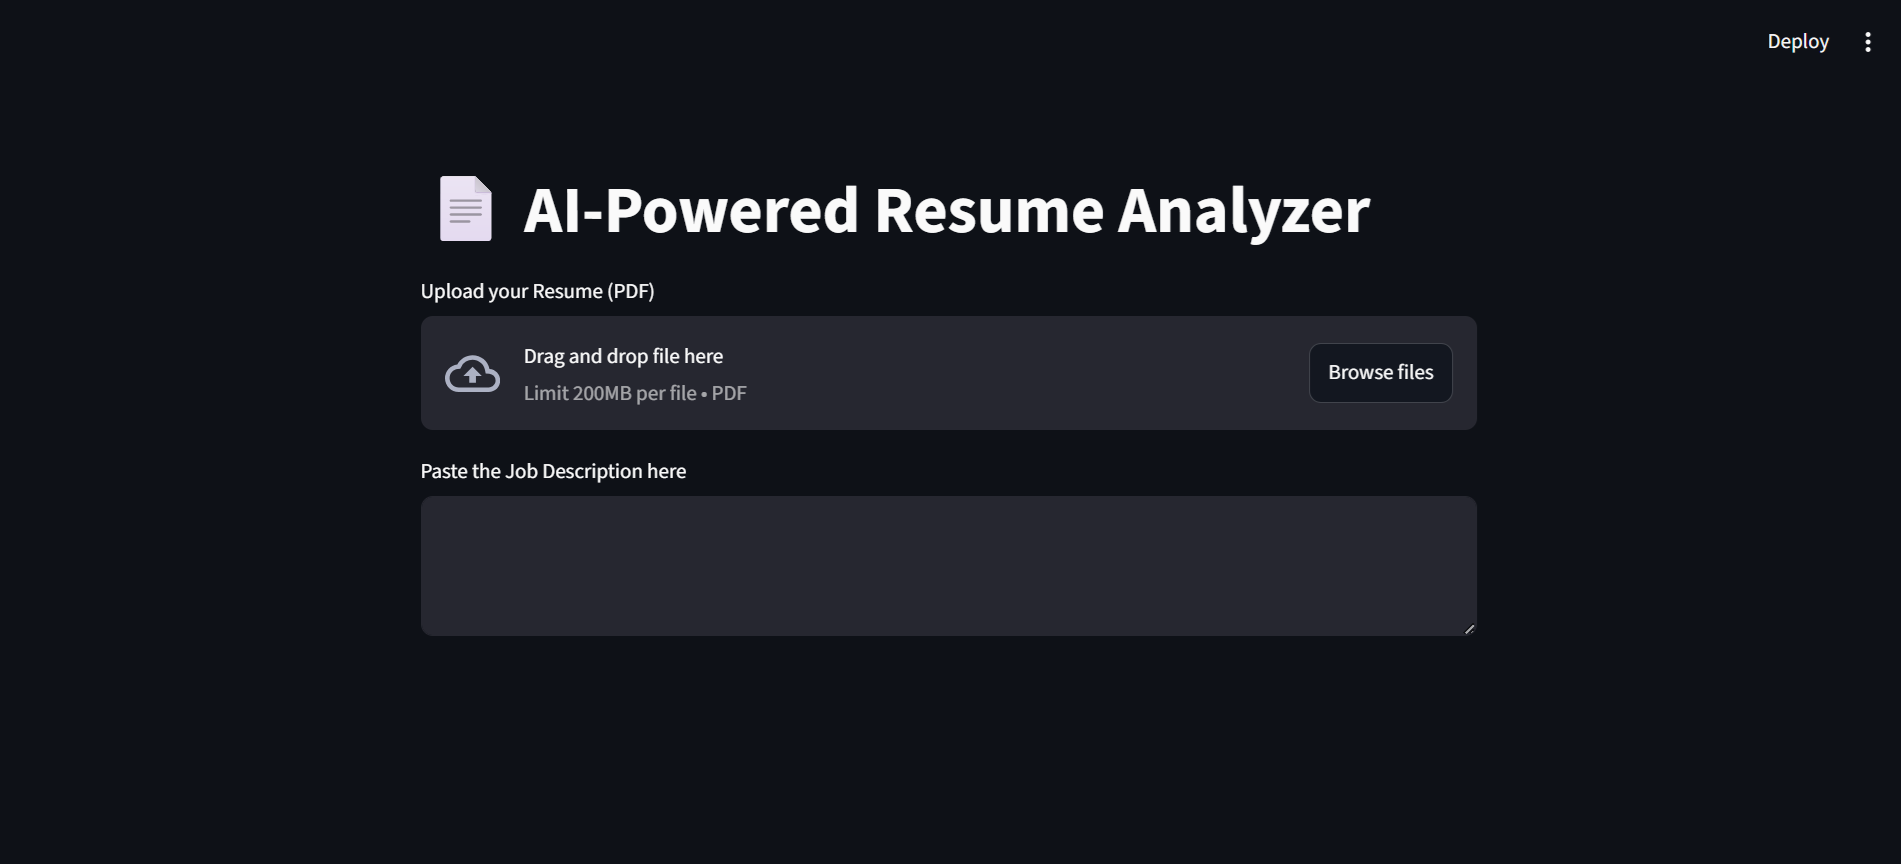 Deploy
AI-Powered Resume Analyzer
Upload your Resume (PDF)
Drag and drop file here
Limit 200MB per file • PDF
Browse files
Paste the Job Description here